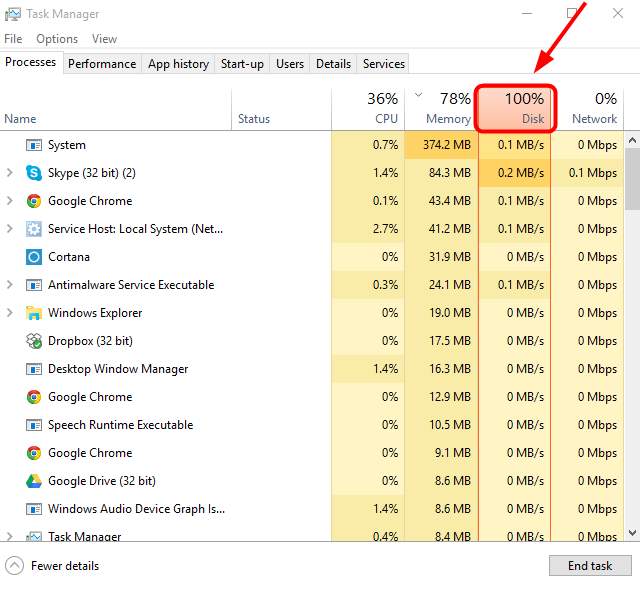 Task Manager
File Options View
Processes Performance App history Start-up Users Details Services
36% 78% 100% 0%
Name Status CPU Memory Disk Network
System 0.7% 374.2 MB 0.1 MB/s 0 Mbps
Skype (32 bit) (2) 1.4% 84.3 MB 0.2 MB/s 0.1 Mbps
Google Chrome 0.1% 43.4 MB 0.1 MB/s 0 Mbps
Service Host: Local System (Net... 2.7% 41.2 MB 0.1 MB/s 0 Mbps
Cortana 0% 31.9 MB 0 MB/s 0 Mbps
Antimalware Service Executable 0.3% 24.1 MB 0.1 MB/s 0 Mbps
Windows Explorer 0% 19.0 MB 0 MB/s 0 Mbps
Dropbox (32 bit) 0% 17.5 MB 0 MB/s 0 Mbps
Desktop Window Manager 1.4% 16.3 MB 0 MB/s 0 Mbps
Google Chrome 0% 12.9 MB 0 MB/s 0 Mbps
Speech Runtime Executable 0% 10.5 MB 0 MB/s 0 Mbps
Google Chrome 0% 9.1 MB 0 MB/s 0 Mbps
Google Drive (32 bit) 0% 8.6 MB 0 MB/s 0 Mbps
Windows Audio Device Graph Is... 1.4% 8.6 MB 0 MB/s 0 Mbps
Task Manager 0.4% 8.4 MB 0 MB/s 0 Mbps
Fewer details End task